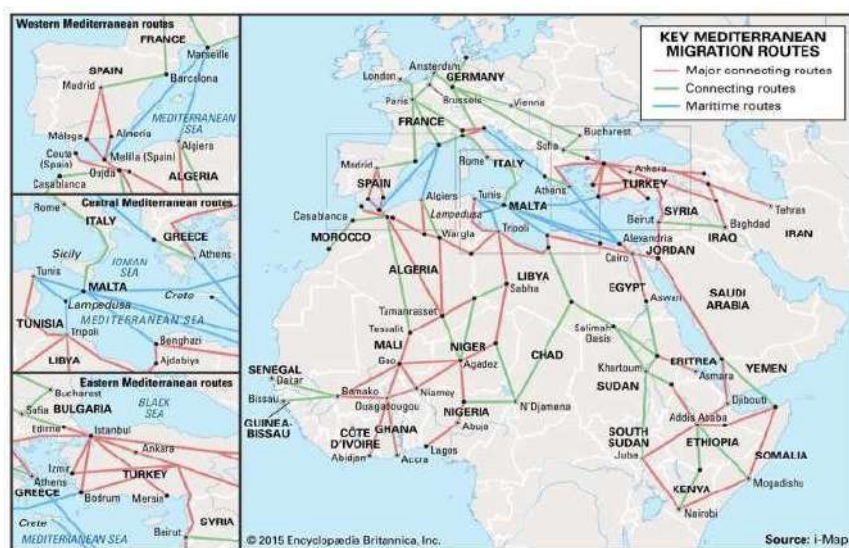 Western Mediterranean routes
FRANCE
Marseille
SPAIN
Madrid
Barcelona
MEDITERRANEAN
SEA
Málaga
Almería
Ceuta
(Spain)
Melilla (Spain)
Algiers
Oujda
Casablanca
ALGERIA
Central Mediterranean routes
Rome
ITALY
GREECE
Sicily
IONIAN
SEA
Athens
Tunis
MALTA
Lampedusa
Crete
MEDITERRANEAN SEA
TUNISIA
Tripoli
Benghazi
LIBYA
Ajdabiya
Eastern Mediterranean routes
Bucharest
BLACK
SEA
Sofia
BULGARIA
Edirne
Istanbul
Ankara
Izmir
Athens
TURKEY
GREECE
Bodrum
Mersin
Crete
SYRIA
Beirut
MEDITERRANEAN SEA
KEY MEDITERRANEAN
MIGRATION ROUTES
Major connecting routes
Connecting routes
Maritime routes
Amsterdam
London
GERMANY
Paris
Brussels
Vienna
FRANCE
Bucharest
Sofia
Rome
ITALY
Madrid
SPAIN
Ankara
TURKEY
Athens
Tehran
Algiers
Tunis
MALTA
SYRIA
Lampedusa
Beirut
Baghdad
IRAN
Casablanca
Tripoli
Alexandria
IRAQ
MOROCCO
Wargla
Cairo
JORDAN
ALGERIA
LIBYA
EGYPT
SAUDI
ARABIA
Sabha
Aswan
Tamanrasset
Tessalit
Salimah
Oasis
MALI
NIGER
CHAD
SENEGAL
Gao
Agadez
Khartoum
ERITREA
YEMEN
Dakar
Asmara
Bamako
Niamey
SUDAN
Bissau
Ouagadougou
N'Djamena
Djibouti
GUINEA-
BISSAU
NIGERIA
Addis Ababa
CÔTE
D'IVOIRE
GHANA
Abuja
SOUTH
SUDAN
ETHIOPIA
SOMALIA
Abidjan
Accra
Lagos
Juba
Mogadishu
KENYA
Nairobi
© 2015 Encyclopædia Britannica, Inc.
Source: i-Map